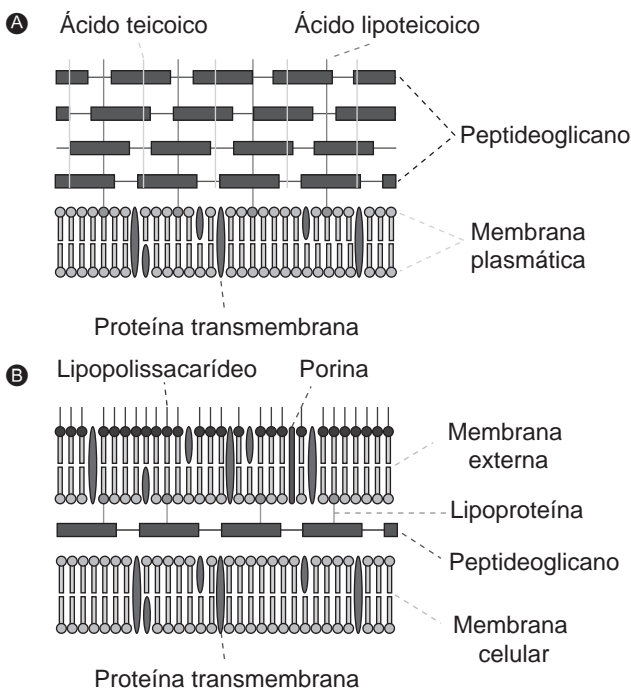 A
Ácido teicoico
Ácido lipoteicoico
Peptideoglicano
Membrana
plasmática
Proteína transmembrana
B
Lipopolissacarídeo
Porina
Membrana
externa
Lipoproteína
Peptideoglicano
Membrana
celular
Proteína transmembrana